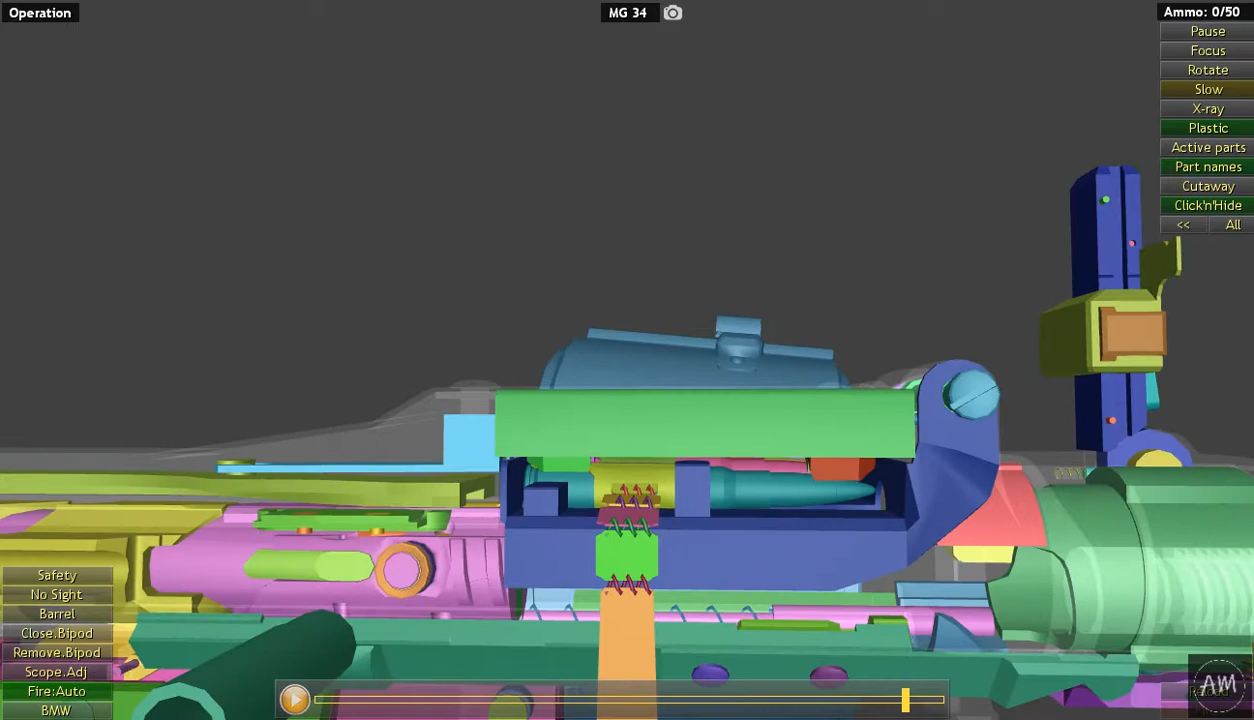 Operation
MG 34
Ammo: 0/50
Pause
Focus
Rotate
Slow
X-ray
Plastic
Active parts
Part names
Cutaway
Click'n'Hide
<< All
Safety
No Sight
Barrel
Close.Bipod
Remove.Bipod
Scope.Adj
Fire:Auto
BMW
Reload
AW